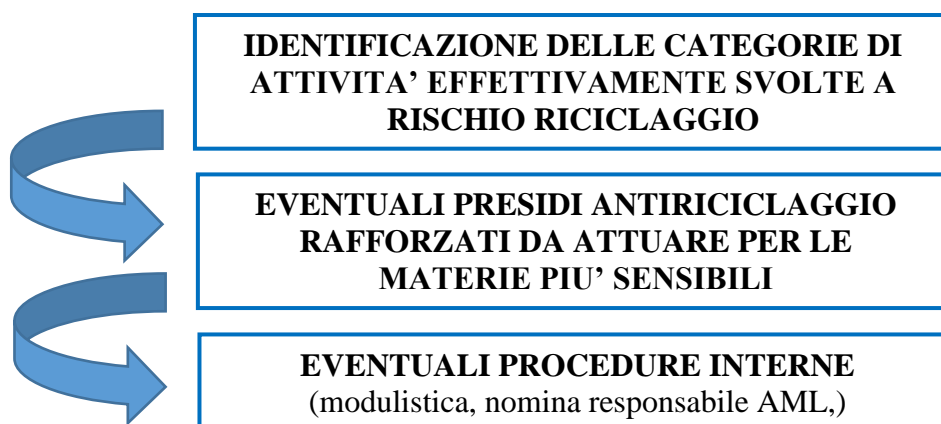 IDENTIFICAZIONE DELLE CATEGORIE DI
ATTIVITA’ EFFETTIVAMENTE SVOLTE A
RISCHIO RICICLAGGIO
EVENTUALI PRESIDI ANTIRICICLAGGIO
RAFFORZATI DA ATTUARE PER LE
MATERIE PIU’ SENSIBILI
EVENTUALI PROCEDURE INTERNE
(modulistica, nomina responsabile AML,)